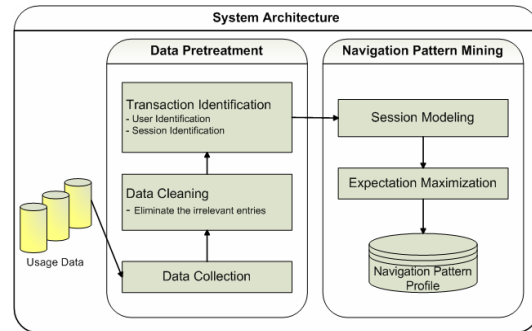 System Architecture
Data Pretreatment
Transaction Identification
- User Identification
- Session Identification
Data Cleaning
- Eliminate the irrelevant entries
Data Collection
Usage Data
Navigation Pattern Mining
Session Modeling
Expectation Maximization
Navigation Pattern
Profile